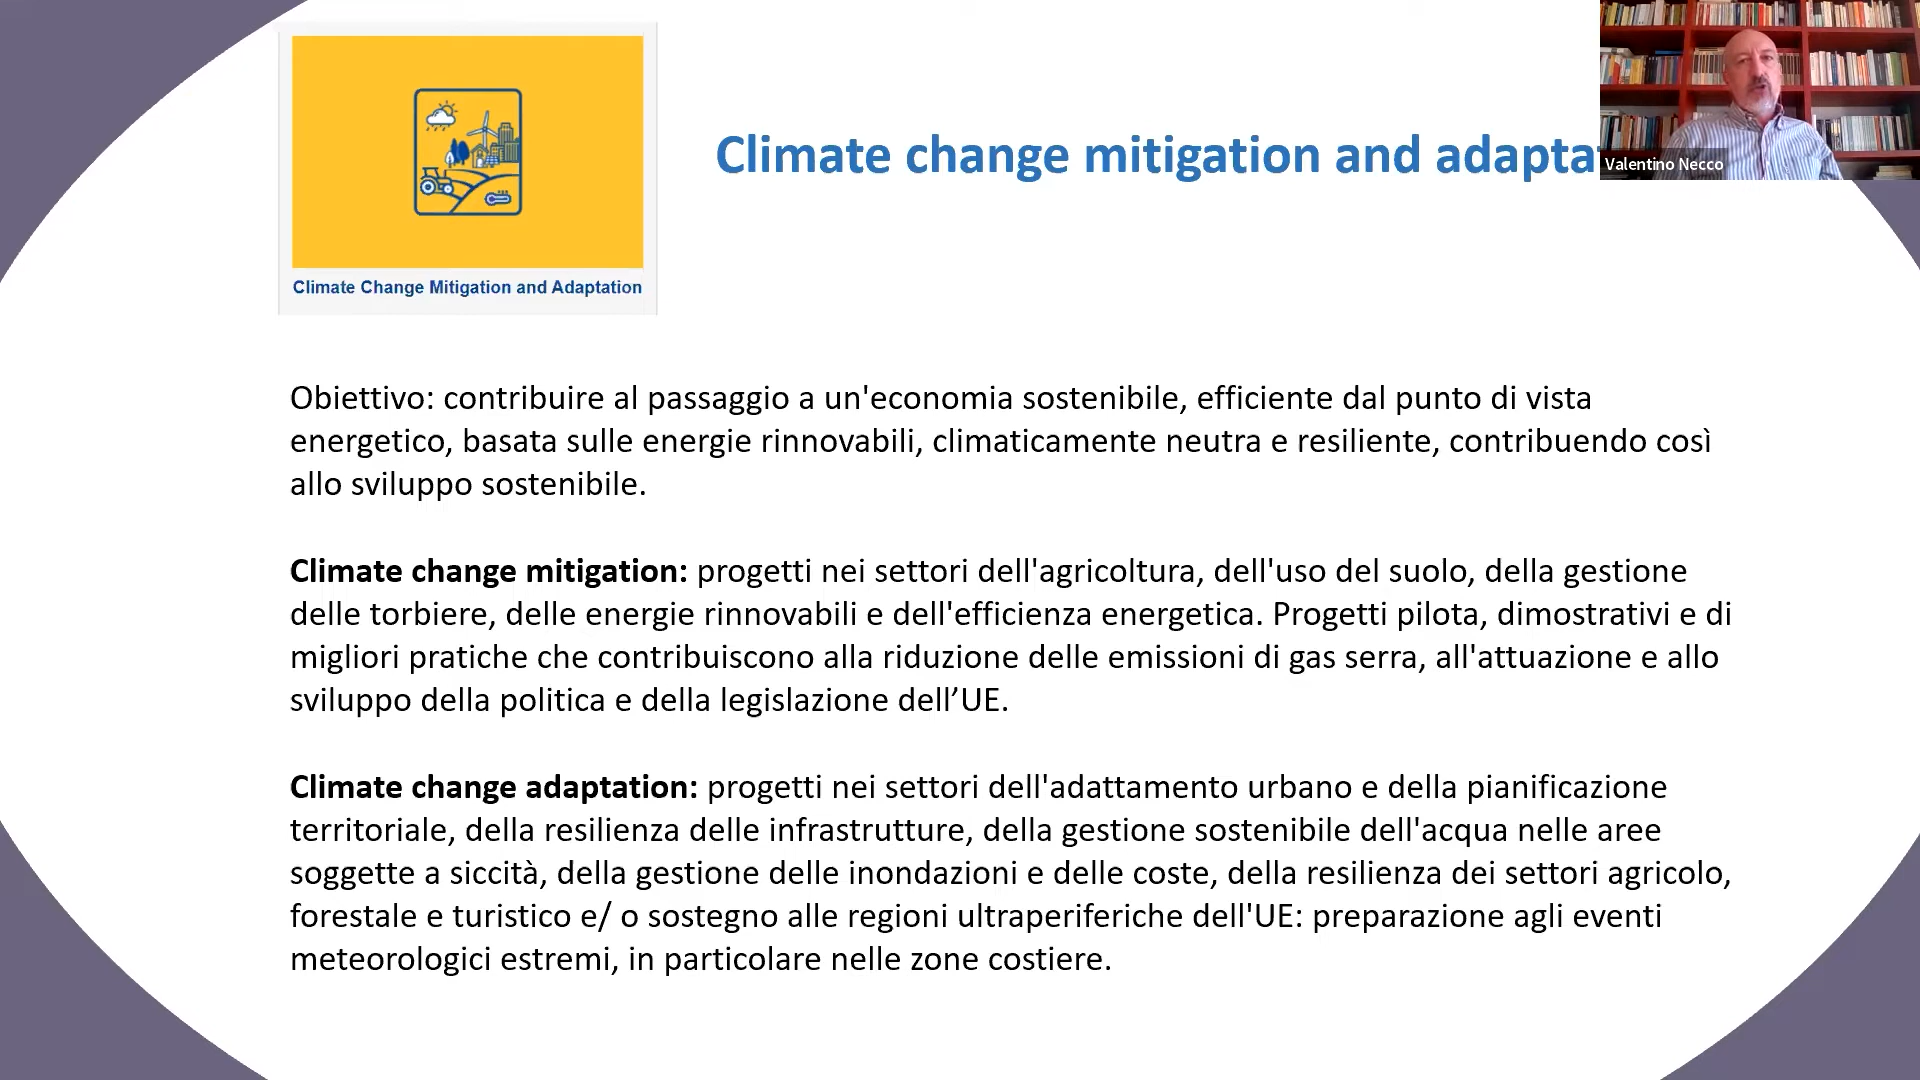 Climate change mitigation and adapta
Valentino Necco
Climate Change Mitigation and Adaptation
Obiettivo: contribuire al passaggio a un'economia sostenibile, efficiente dal punto di vista
energetico, basata sulle energie rinnovabili, climaticamente neutra e resiliente, contribuendo così
allo sviluppo sostenibile.
Climate change mitigation: progetti nei settori dell'agricoltura, dell'uso del suolo, della gestione
delle torbiere, delle energie rinnovabili e dell'efficienza energetica. Progetti pilota, dimostrativi e di
migliori pratiche che contribuiscono alla riduzione delle emissioni di gas serra, all'attuazione e allo
sviluppo della politica e della legislazione dell’UE.
Climate change adaptation: progetti nei settori dell'adattamento urbano e della pianificazione
territoriale, della resilienza delle infrastrutture, della gestione sostenibile dell'acqua nelle aree
soggette a siccità, della gestione delle inondazioni e delle coste, della resilienza dei settori agricolo,
forestale e turistico e/ o sostegno alle regioni ultraperiferiche dell'UE: preparazione agli eventi
meteorologici estremi, in particolare nelle zone costiere.